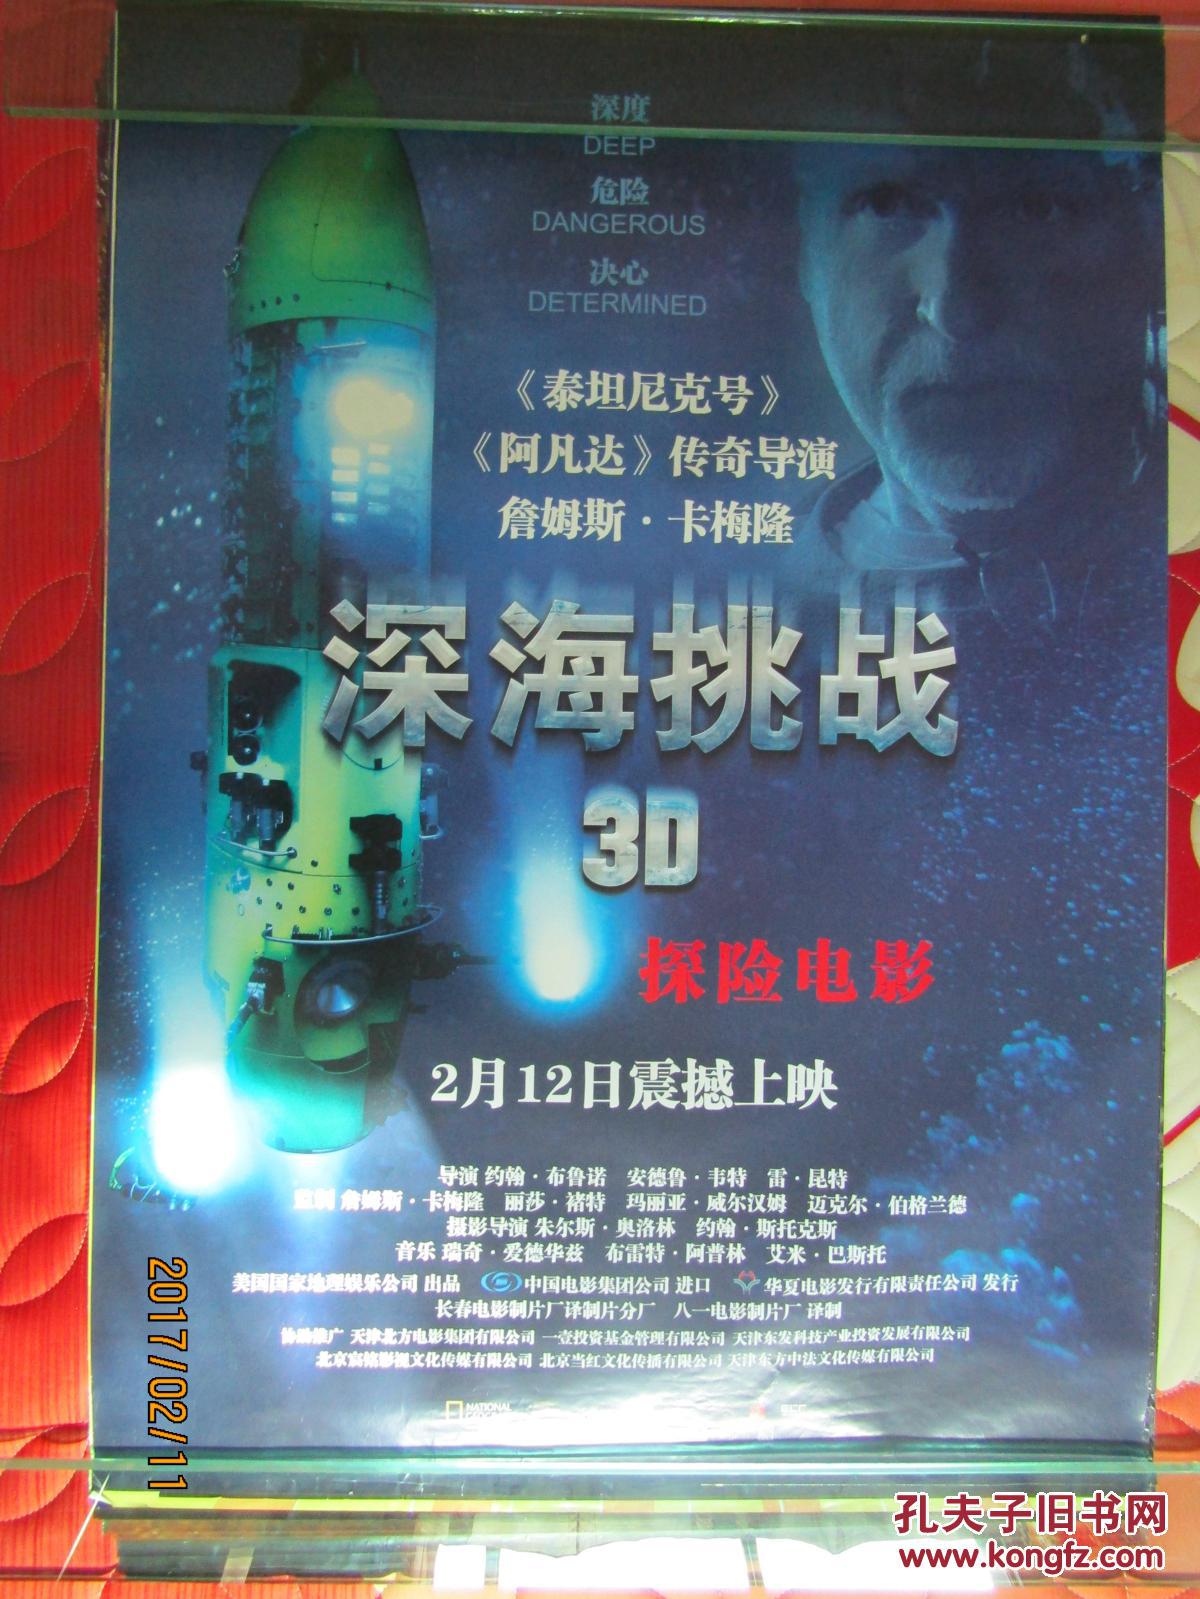 深度
DEEP
危险
DANGEROUS
决心
DETERMINED
《泰坦尼克号》
《阿凡达》传奇导演
詹姆斯·卡梅隆
深海挑战
3D
探险电影
2月12日震撼上映
导演 约翰·布鲁诺 安德鲁·韦特 雷·昆特
监制 詹姆斯·卡梅隆 丽莎·褚特 玛丽亚·威尔汉姆 迈克尔·伯格兰德
摄影导演 朱尔斯·奥洛林 约翰·斯托克斯
音乐 瑞奇·爱德华兹 布雷特·阿普林 艾米·巴斯托
美国国家地理娱乐公司 出品 中国电影集团公司 进口 华夏电影发行有限责任公司 发行
长春电影制片厂译制片分厂 八一电影制片厂 译制
协助推广 天津北方电影集团有限公司 一壹投资基金管理有限公司 天津东发科技产业投资发展有限公司
影视文化传媒有限公司 北京当红文化传播有限公司 天津东方中法文化传媒有限公司
NATIONAL
2017/02/11
孔夫子旧书网
www.kongfz.com